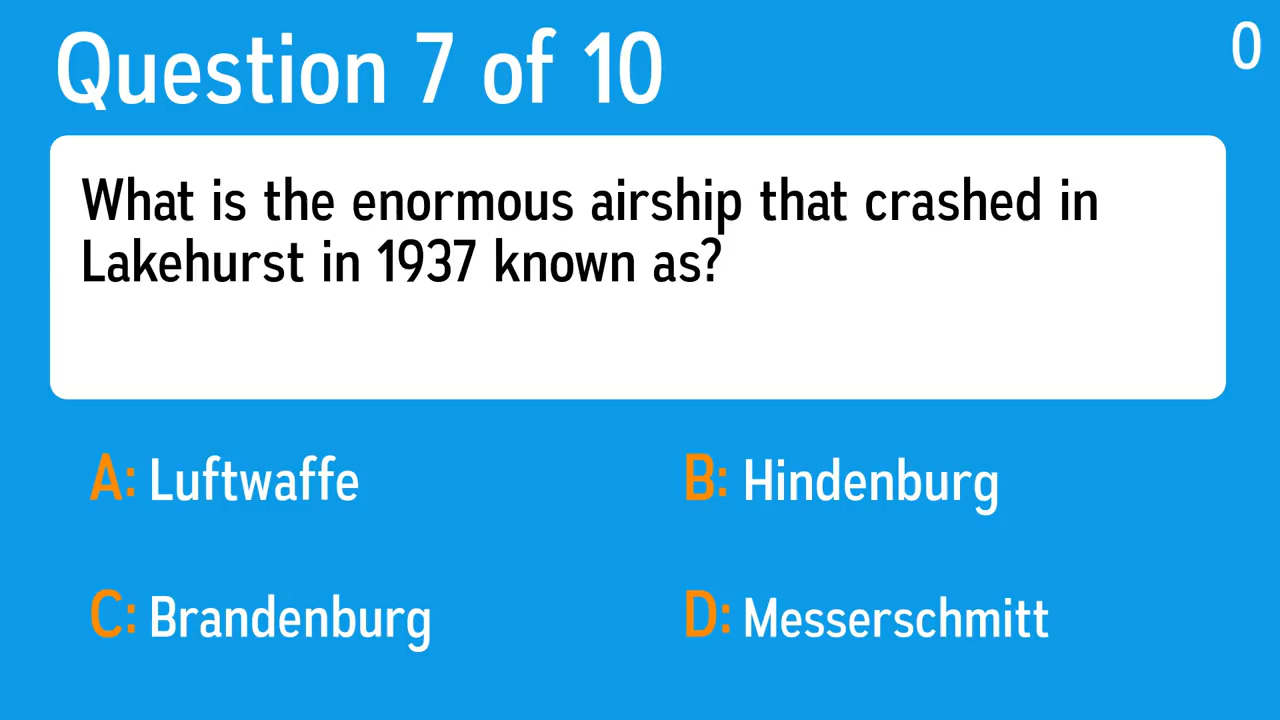 Question 7 of 10
0
What is the enormous airship that crashed in
Lakehurst in 1937 known as?
A: Luftwaffe
B: Hindenburg
C: Brandenburg
D: Messerschmitt